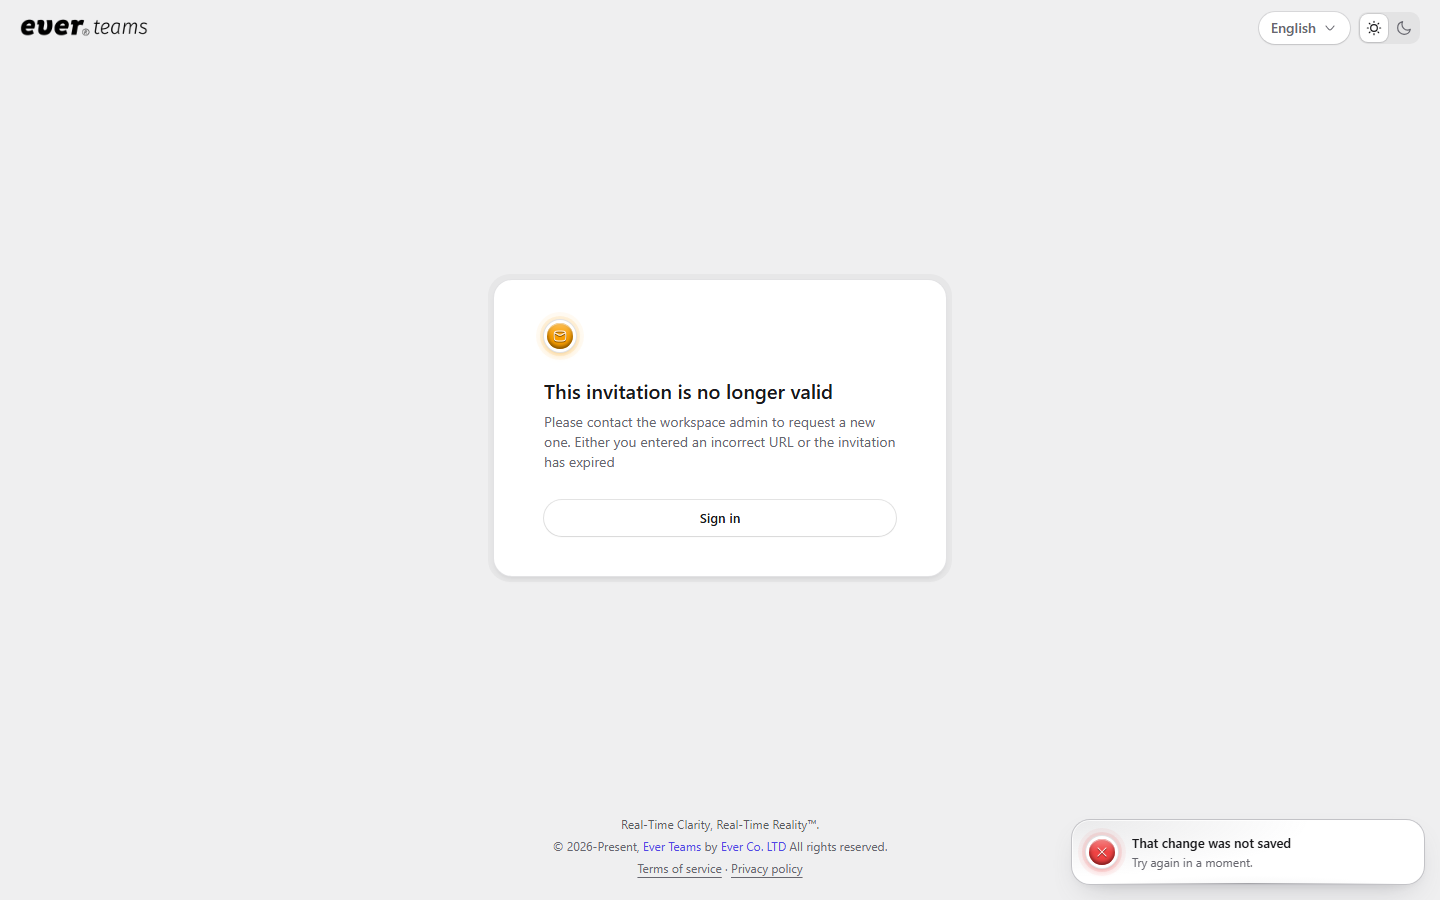 ever® teams
English
This invitation is no longer valid
Please contact the workspace admin to request a new
one. Either you entered an incorrect URL or the invitation
has expired
Sign in
Real-Time Clarity, Real-Time Reality™.
© 2026-Present, Ever Teams by Ever Co. LTD All rights reserved.
Terms of service · Privacy policy
That change was not saved
Try again in a moment.